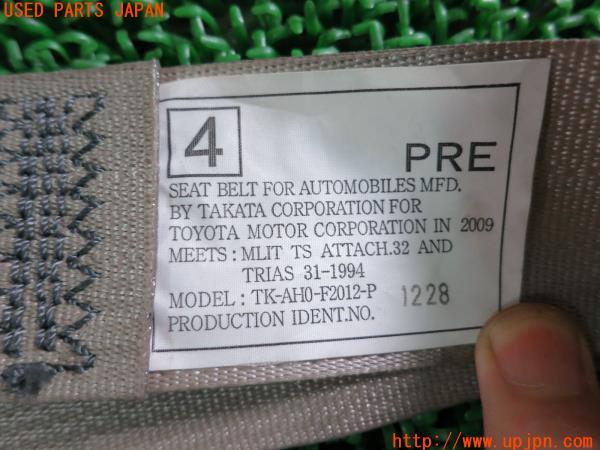 USED PARTS JAPAN
4
PRE
SEAT BELT FOR AUTOMOBILES MFD.
BY TAKATA CORPORATION FOR
TOYOTA MOTOR CORPORATION IN 2009
MEETS : MLIT TS ATTACH.32 AND
TRIAS 31-1994
MODEL : TK-AH0-F2012-P 1228
PRODUCTION IDENT.NO.
http://www.upjpn.com/